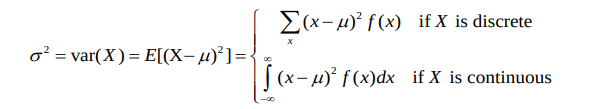 σ² = var(X) = E[(X− μ)²] = { ∑ₓ (x − μ)² f(x) if X is discrete
∫_{−∞}^{∞} (x − μ)² f(x)dx if X is continuous